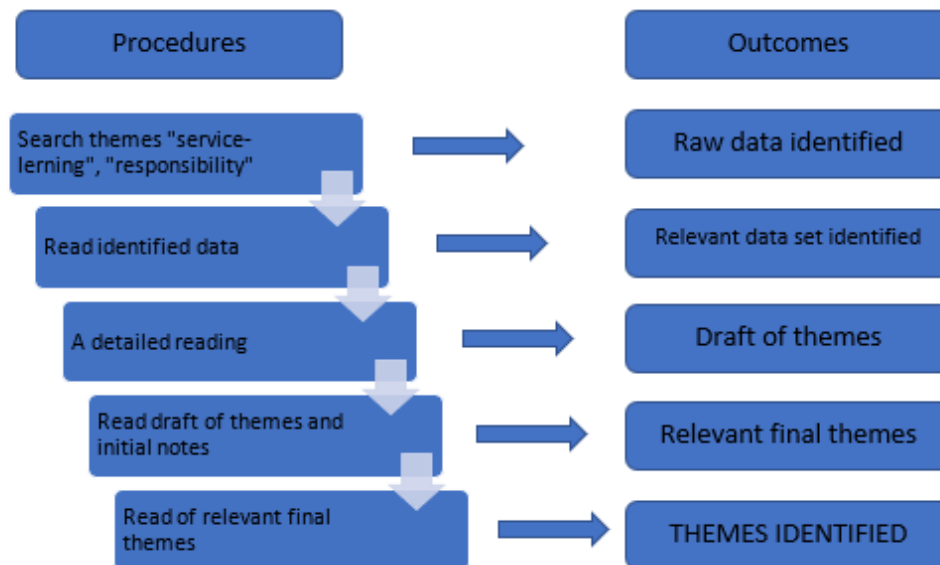 Procedures
Outcomes
Search themes "service-
lerning", "responsibility"
Raw data identified
Read identified data
Relevant data set identified
A detailed reading
Draft of themes
Read draft of themes and
initial notes
Relevant final themes
Read of relevant final
themes
THEMES IDENTIFIED